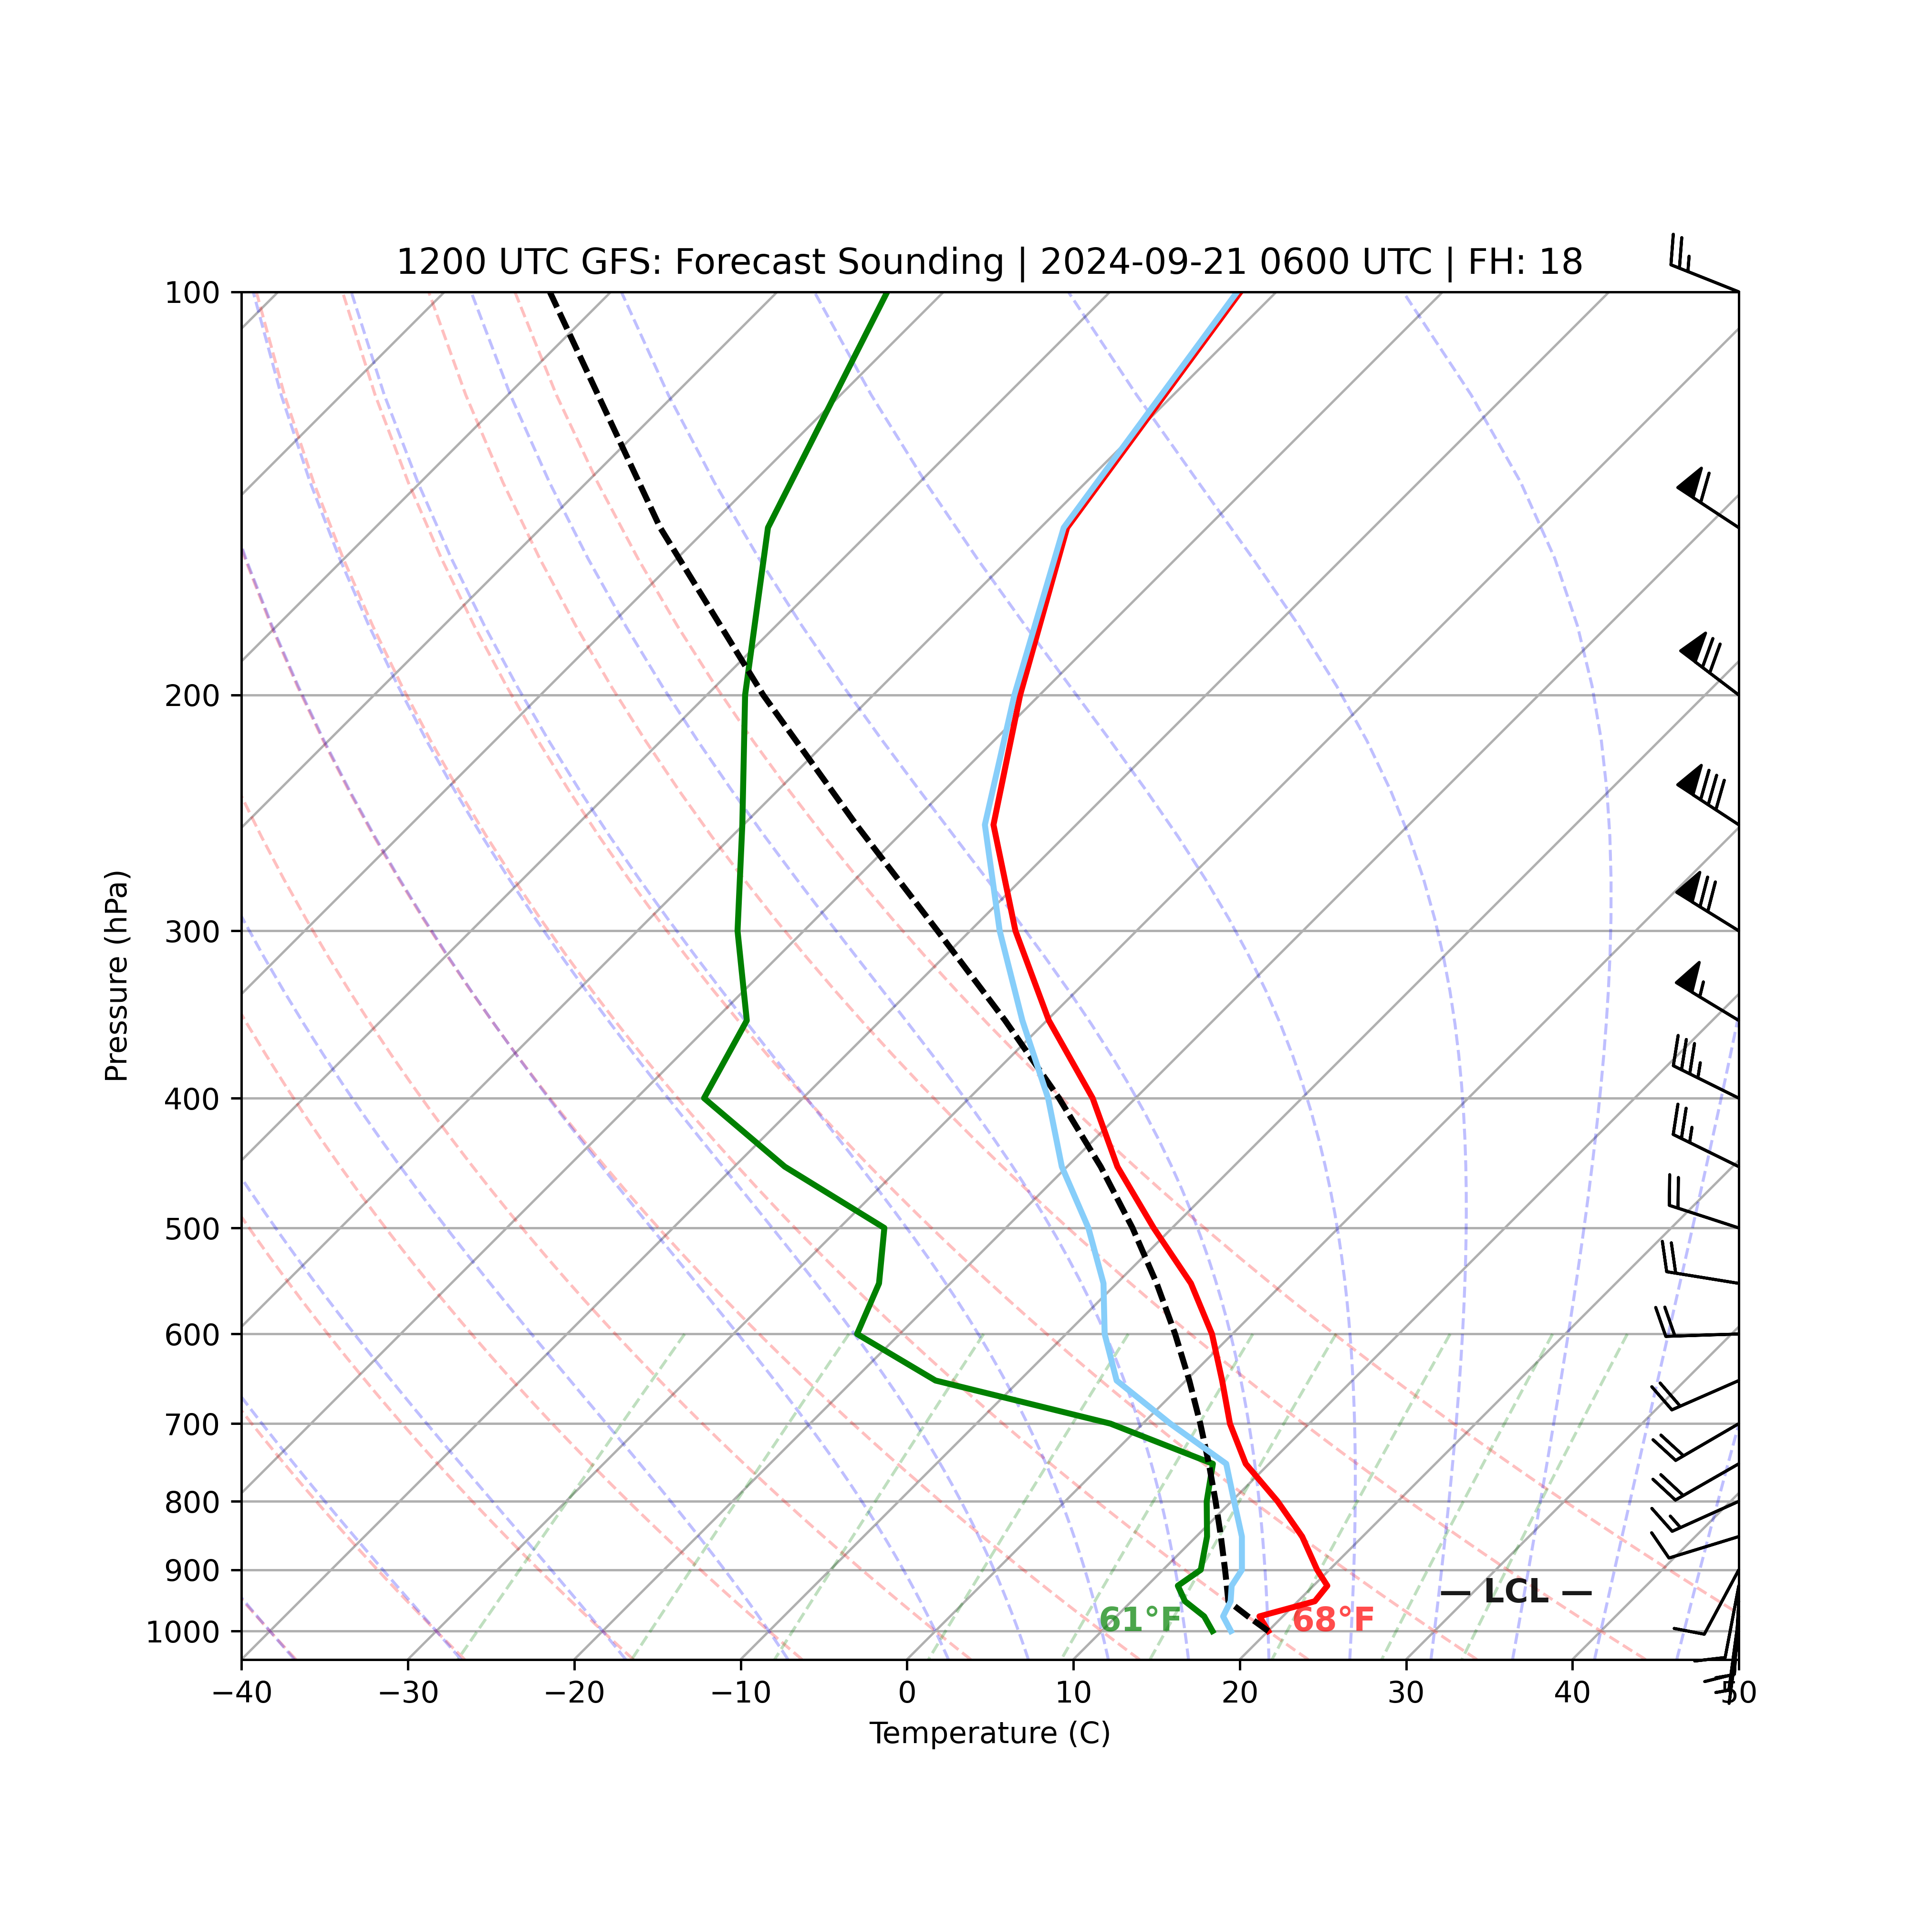 1200 UTC GFS: Forecast Sounding | 2024-09-21 0600 UTC | FH: 18
100
200
300
400
500
600
700
800
900
1000
Pressure (hPa)
— LCL —
61°F
68°F
−40 −30 −20 −10 0 10 20 30 40 50
Temperature (C)